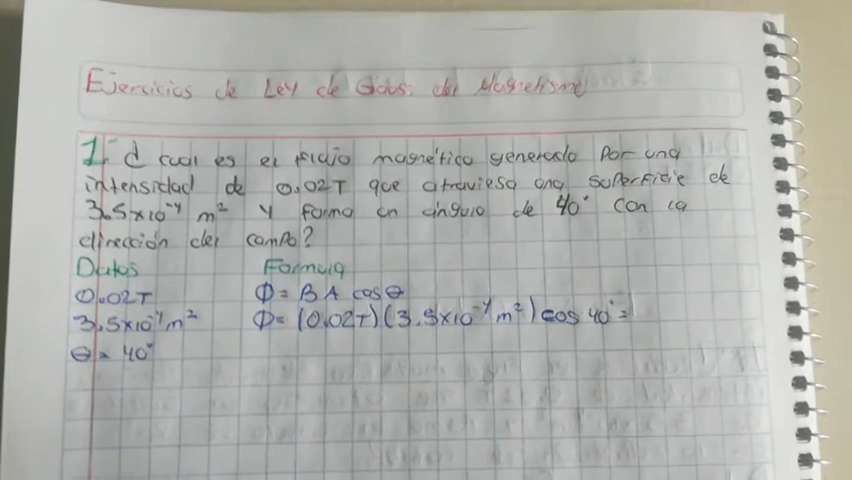 Ejercicios de Ley de Gauss del Magnetismo
1. ¿ cual es el flujo magnético generado Por una
intensidad de 0.02T que atraviesa una superficie de
3.5x10⁻⁴ m² y forma un ángulo de 40° con la
dirección del campo?
Datos Formula
0.02T Φ= BA cosθ
3.5x10⁻⁴m² Φ= (0.02T)(3.5x10⁻⁴m²) cos 40°=
θ= 40°